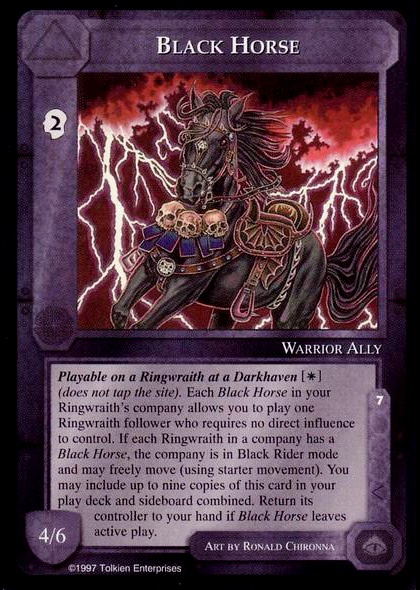 BLACK HORSE
2
WARRIOR ALLY
Playable on a Ringwraith at a Darkhaven [✶]
(does not tap the site). Each Black Horse in your
Ringwraith's company allows you to play one
Ringwraith follower who requires no direct influence
to control. If each Ringwraith in a company has a
Black Horse, the company is in Black Rider mode
and may freely move (using starter movement). You
may include up to nine copies of this card in your
play deck and sideboard combined. Return its
controller to your hand if Black Horse leaves
active play.
7
4/6
ART BY RONALD CHIRONNA
©1997 Tolkien Enterprises